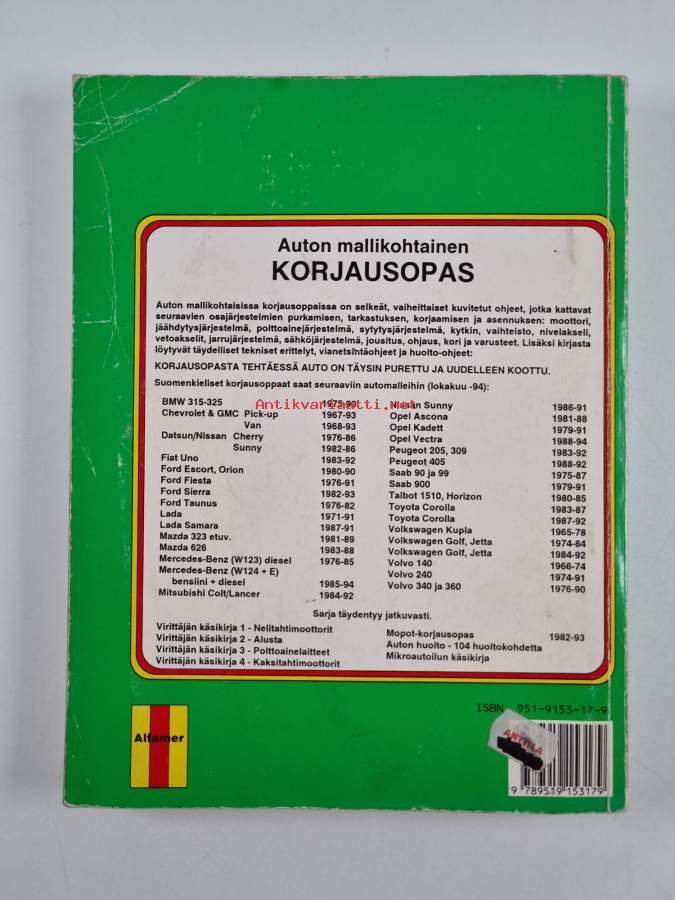 Auton mallikohtainen
KORJAUSOPAS
Auton mallikohtaisissa korjausoppaissa on selkeät, vaiheittaiset kuvitetut ohjeet, jotka kattavat
seuraavien osajärjestelmien purkamisen, tarkastuksen, korjaamisen ja asennuksen: moottori,
jäähdytysjärjestelmä, polttoainejärjestelmä, sytytysjärjestelmä, kytkin, vaihteisto, nivelakseli,
vetoakselit, jarrujärjestelmä, sähköjärjestelmä, jousitus, ohjaus, kori ja varusteet. Lisäksi kirjasta
löytyvät täydelliset tekniset erittelyt, vianetsintäohjeet ja huolto-ohjeet:
KORJAUSOPASTA TEHTÄESSÄ AUTO ON TÄYSIN PURETTU JA UUDELLEEN KOOTTU.
Suomenkieliset korjausoppaat saat seuraaviin automalleihin (lokakuu -94):
Antikvariaatti.net
BMW 315-325 1975-90
Chevrolet & GMC Pick-up 1967-93
Van 1968-93
Datsun/Nissan Cherry 1976-86
Sunny 1982-86
Fiat Uno 1983-92
Ford Escort, Orion 1980-90
Ford Fiesta 1976-91
Ford Sierra 1982-93
Ford Taunus 1976-82
Lada 1971-91
Lada Samara 1987-91
Mazda 323 etuv. 1981-89
Mazda 626 1983-88
Mercedes-Benz (W123) diesel 1976-85
Mercedes-Benz (W124 + E)
bensiini + diesel 1985-94
Mitsubishi Colt/Lancer 1984-92
Nissan Sunny 1986-91
Opel Ascona 1981-88
Opel Kadett 1979-91
Opel Vectra 1988-94
Peugeot 205, 309 1983-92
Peugeot 405 1988-92
Saab 90 ja 99 1975-87
Saab 900 1979-91
Talbot 1510, Horizon 1980-85
Toyota Corolla 1983-87
Toyota Corolla 1987-92
Volkswagen Kupla 1965-78
Volkswagen Golf, Jetta 1974-84
Volkswagen Golf, Jetta 1984-92
Volvo 140 1966-74
Volvo 240 1974-91
Volvo 340 ja 360 1976-90
Sarja täydentyy jatkuvasti.
Virittäjän käsikirja 1 - Nelitahtimoottorit
Virittäjän käsikirja 2 - Alusta
Virittäjän käsikirja 3 - Polttoainelaitteet
Virittäjän käsikirja 4 - Kaksitahtimoottorit
Mopot-korjausopas 1982-93
Auton huolto - 104 huoltokohdetta
Mikroautoilun käsikirja
ISBN 951-9153-17-9
Alfamer
ANTTILA
9 789519 153179